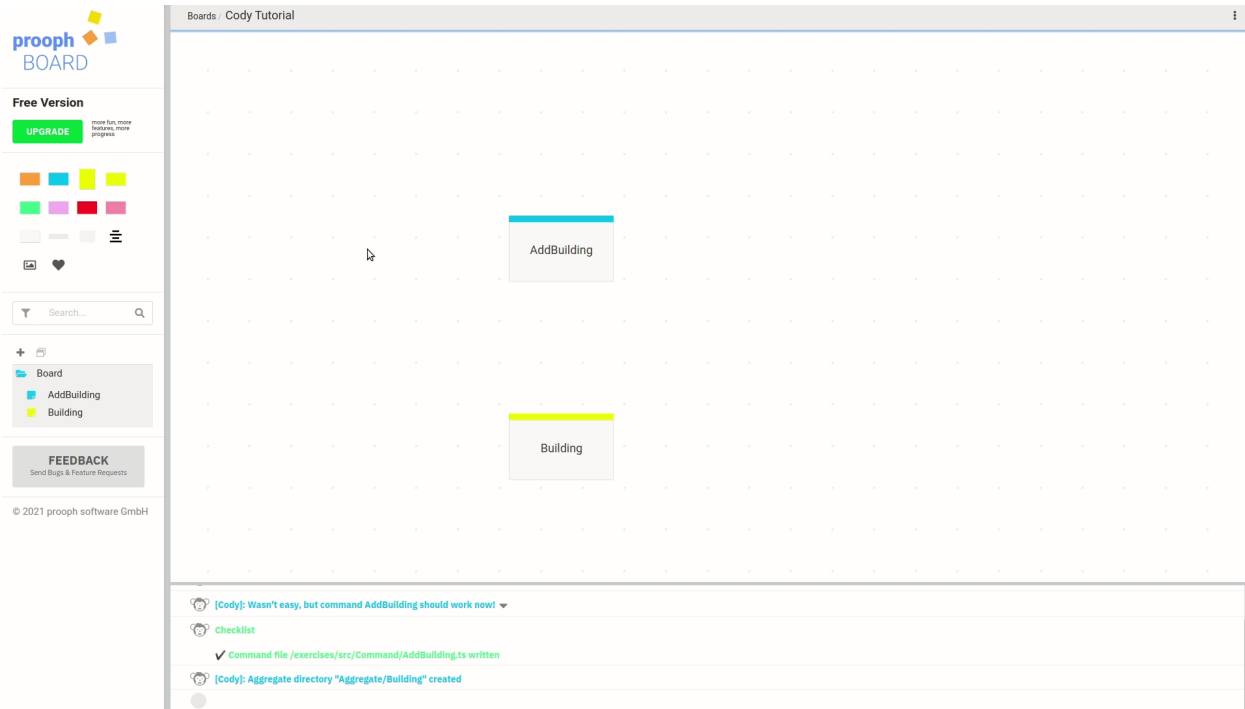 Boards / Cody Tutorial
prooph
BOARD
Free Version
UPGRADE
more fun, more
features, more
progress
Search...
Board
AddBuilding
Building
FEEDBACK
Send Bugs & Feature Requests
© 2021 prooph software GmbH
AddBuilding
Building
[Cody]: Wasn't easy, but command AddBuilding should work now!
Checklist
✔ Command file /exercises/src/Command/AddBuilding.ts written
[Cody]: Aggregate directory "Aggregate/Building" created